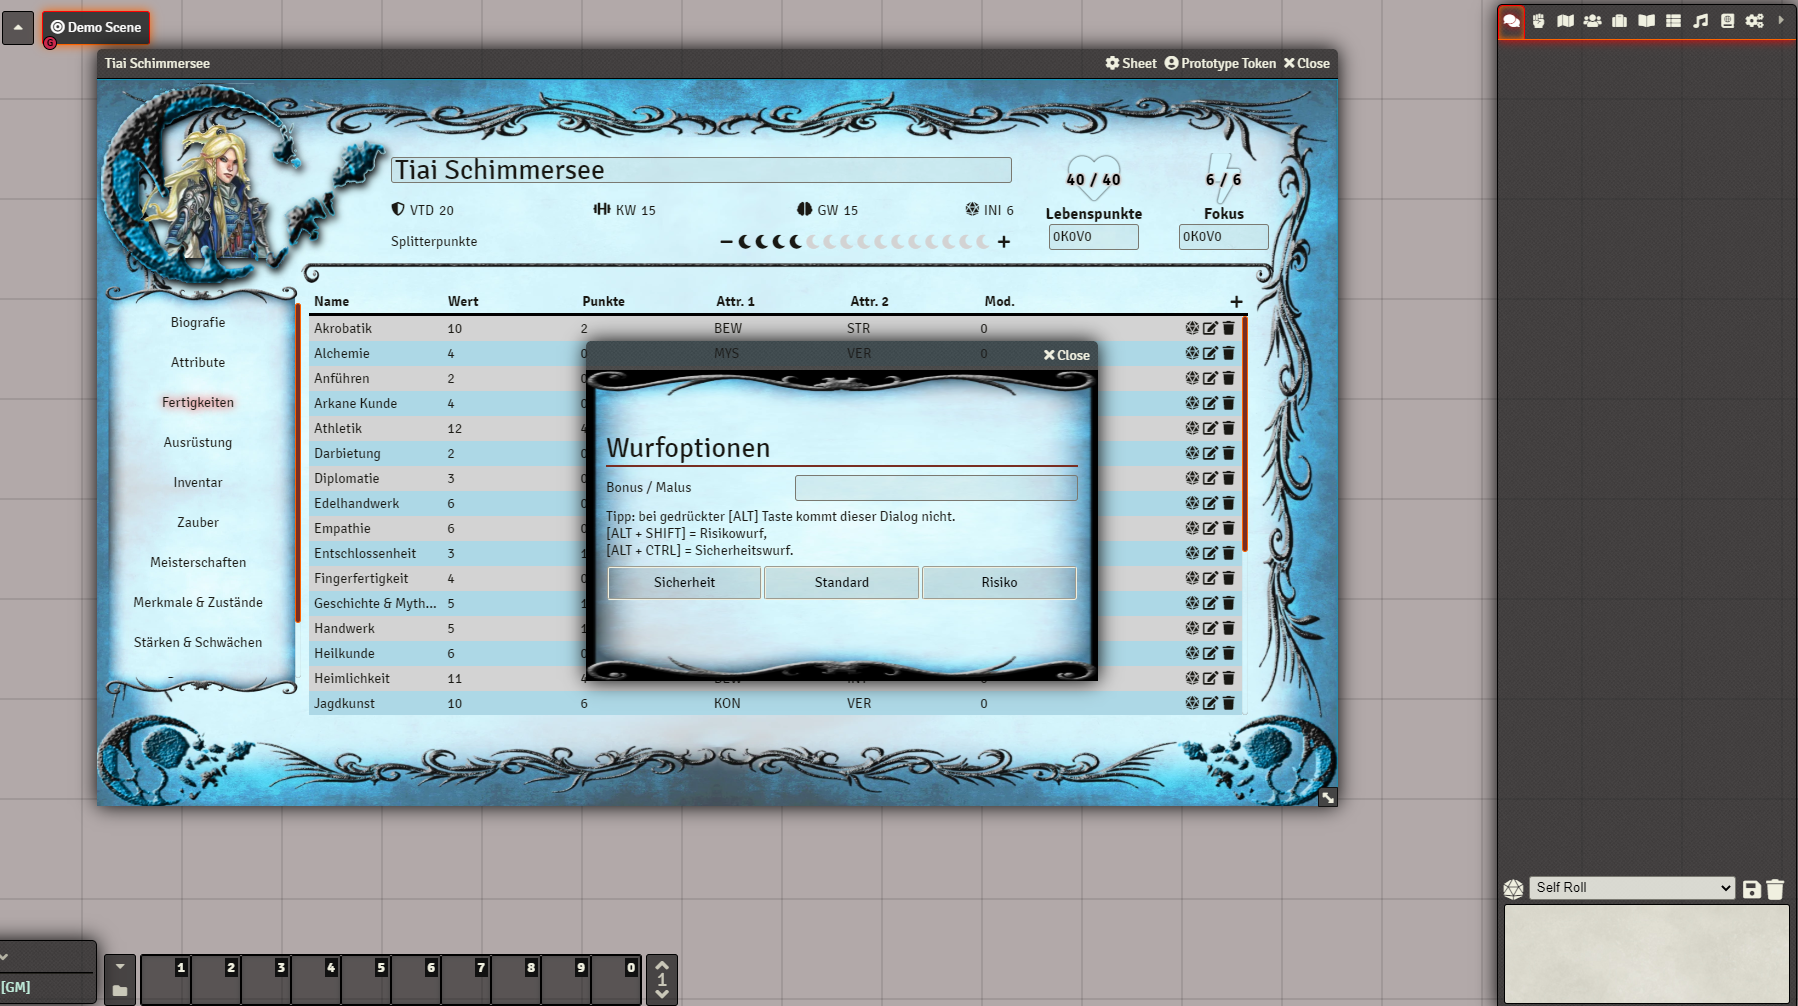 Demo Scene
G
Tiai Schimmersee
Sheet Prototype Token Close
Tiai Schimmersee
40 / 40
6 / 6
VTD 20 KW 15 GW 15 INI 6
Lebenspunkte Fokus
Splitterpunkte
0K0V0 0K0V0
Biografie
Attribute
Fertigkeiten
Ausrüstung
Inventar
Zauber
Meisterschaften
Merkmale & Zustände
Stärken & Schwächen
Name Wert Punkte Attr. 1 Attr. 2 Mod.
Akrobatik 10 2 BEW STR 0
Alchemie 4 0 MYS VER 0
Anführen 2 0
Arkane Kunde 4 0
Athletik 12 4
Darbietung 2 0
Diplomatie 3 0
Edelhandwerk 6 0
Empathie 6 0
Entschlossenheit 3 1
Fingerfertigkeit 4 0
Geschichte & Myth... 5 1
Handwerk 5 1
Heilkunde 6 0
Heimlichkeit 11 4
Jagdkunst 10 6 KON VER 0
Close
Wurfoptionen
Bonus / Malus
Tipp: bei gedrückter [ALT] Taste kommt dieser Dialog nicht.
[ALT + SHIFT] = Risikowurf,
[ALT + CTRL] = Sicherheitswurf.
Sicherheit Standard Risiko
Self Roll
[GM]
1 2 3 4 5 6 7 8 9 0
1